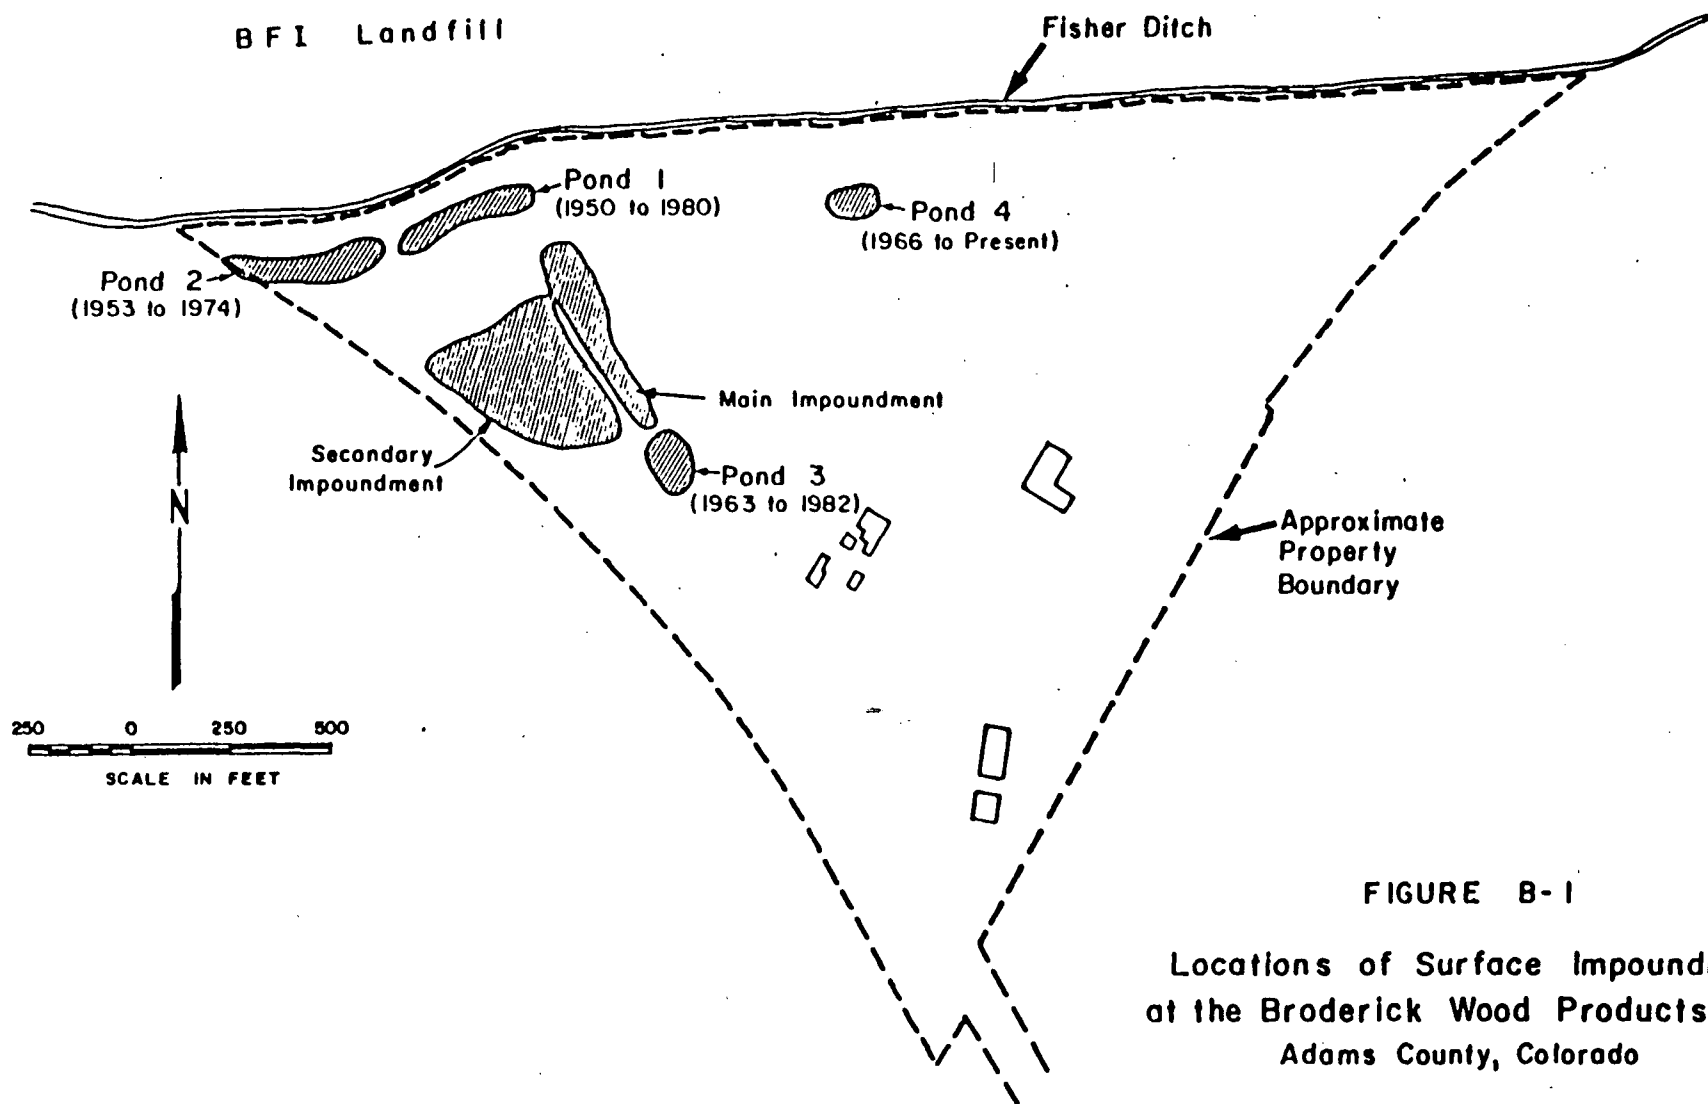 BFI Landfill
Fisher Ditch
Pond 1
(1950 to 1980)
Pond 4
(1966 to Present)
Pond 2
(1953 to 1974)
Main Impoundment
Secondary
Impoundment
Pond 3
(1963 to 1982)
N
Approximate
Property
Boundary
250 0 250 500
SCALE IN FEET
FIGURE B-1
Locations of Surface Impound
at the Broderick Wood Products
Adams County, Colorado